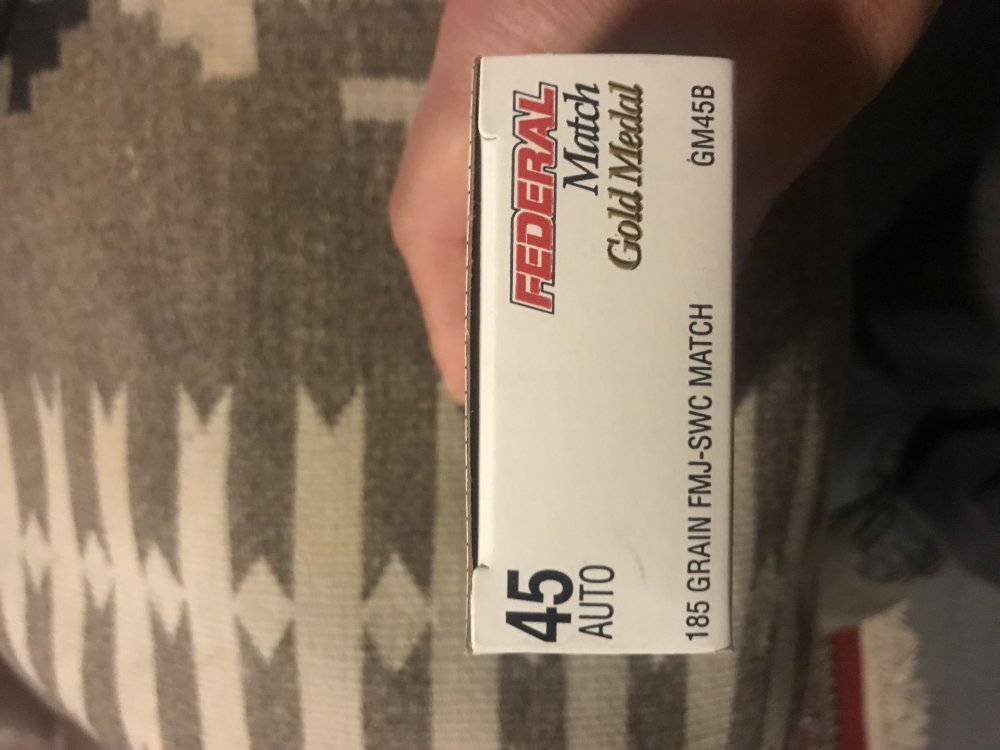 FEDERAL
Match
Gold Medal
GM45B
45
AUTO
185 GRAIN FMJ-SWC MATCH